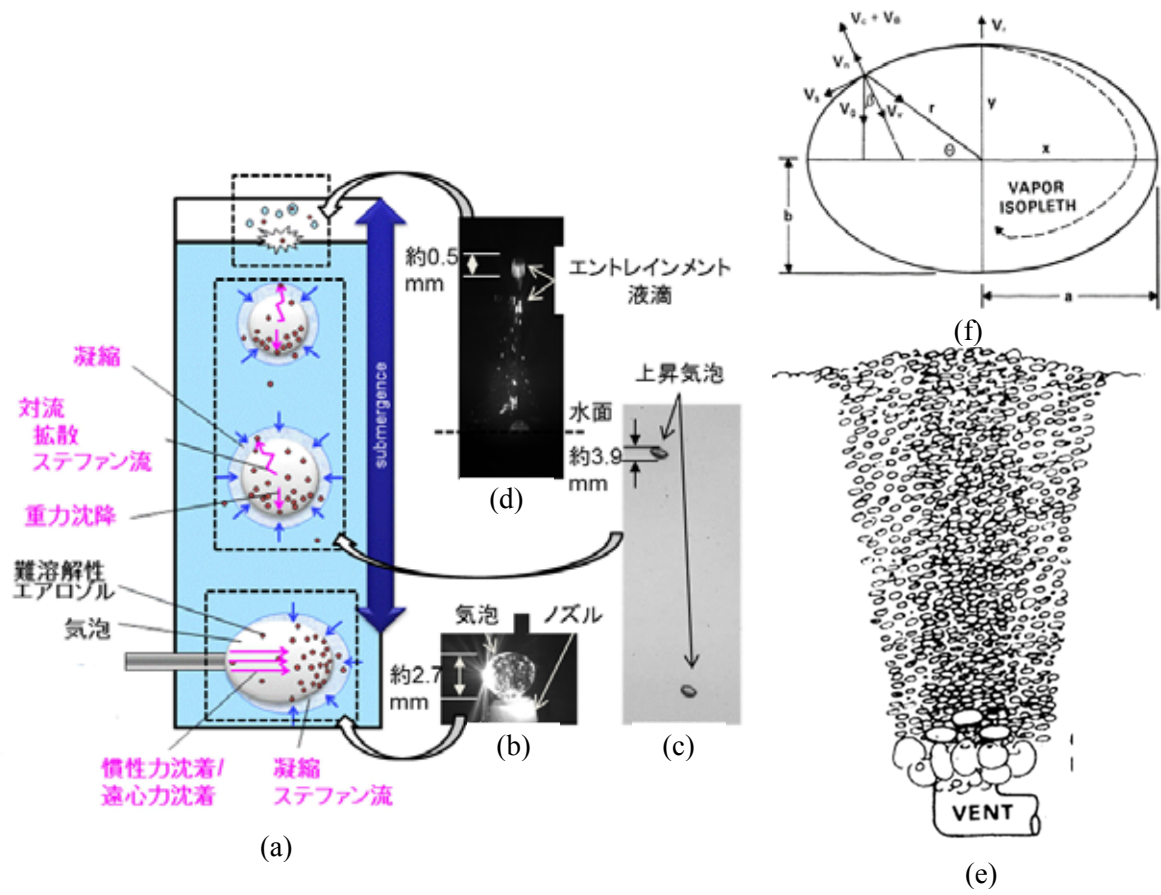 凝縮
対流
拡散
ステファン流
重力沈降
難溶解性
エアロゾル
気泡
慣性力沈着/
遠心力沈着
凝縮
ステファン流
submergence
(a)
約0.5
mm
エントレインメント
液滴
水面
(d)
気泡
ノズル
約2.7
mm
(b)
上昇気泡
約3.9
mm
(c)
Vc + VB
Vr
Vn
Vs
Vg
β
Vv
r
y
θ
x
b
VAPOR
ISOPLETH
a
(f)
VENT
(e)